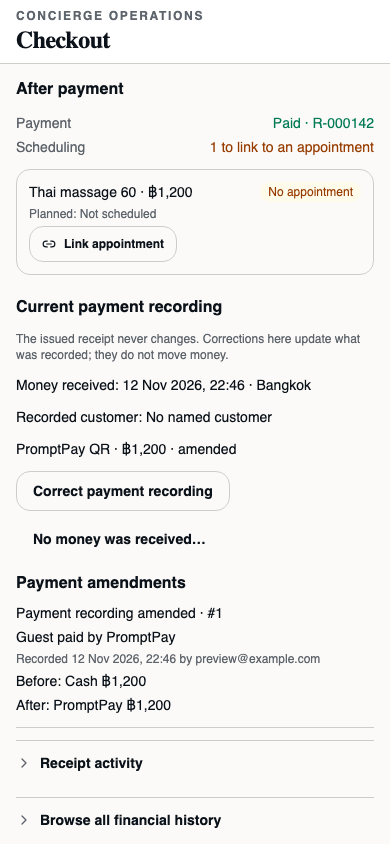 CONCIERGE OPERATIONS
Checkout
After payment
Payment
Paid · R-000142
Scheduling
1 to link to an appointment
Thai massage 60 · ฿1,200
No appointment
Planned: Not scheduled
Link appointment
Current payment recording
The issued receipt never changes. Corrections here update what
was recorded; they do not move money.
Money received: 12 Nov 2026, 22:46 · Bangkok
Recorded customer: No named customer
PromptPay QR · ฿1,200 · amended
Correct payment recording
No money was received…
Payment amendments
Payment recording amended · #1
Guest paid by PromptPay
Recorded 12 Nov 2026, 22:46 by preview@example.com
Before: Cash ฿1,200
After: PromptPay ฿1,200
Receipt activity
Browse all financial history